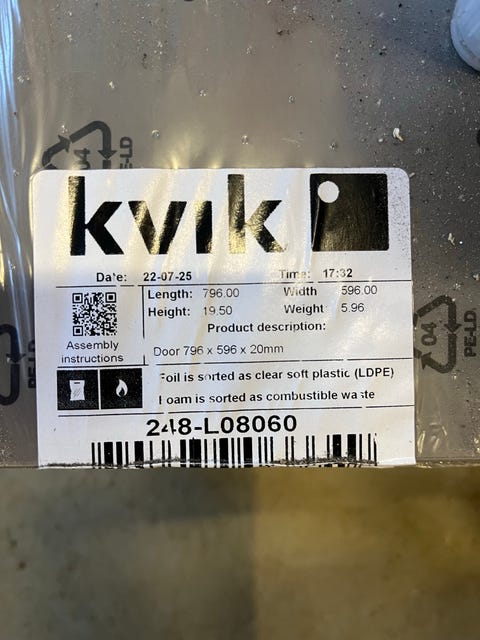 04
PE-LD
kvik
Date: 22-07-25 Time: 17:32
Length: 796.00 Width 596.00
Height: 19.50 Weight 5.96
Product description:
Assembly
instructions
Door 796 x 596 x 20mm
Foil is sorted as clear soft plastic (LDPE)
Foam is sorted as combustible waste
248-L08060
04
PE-LD